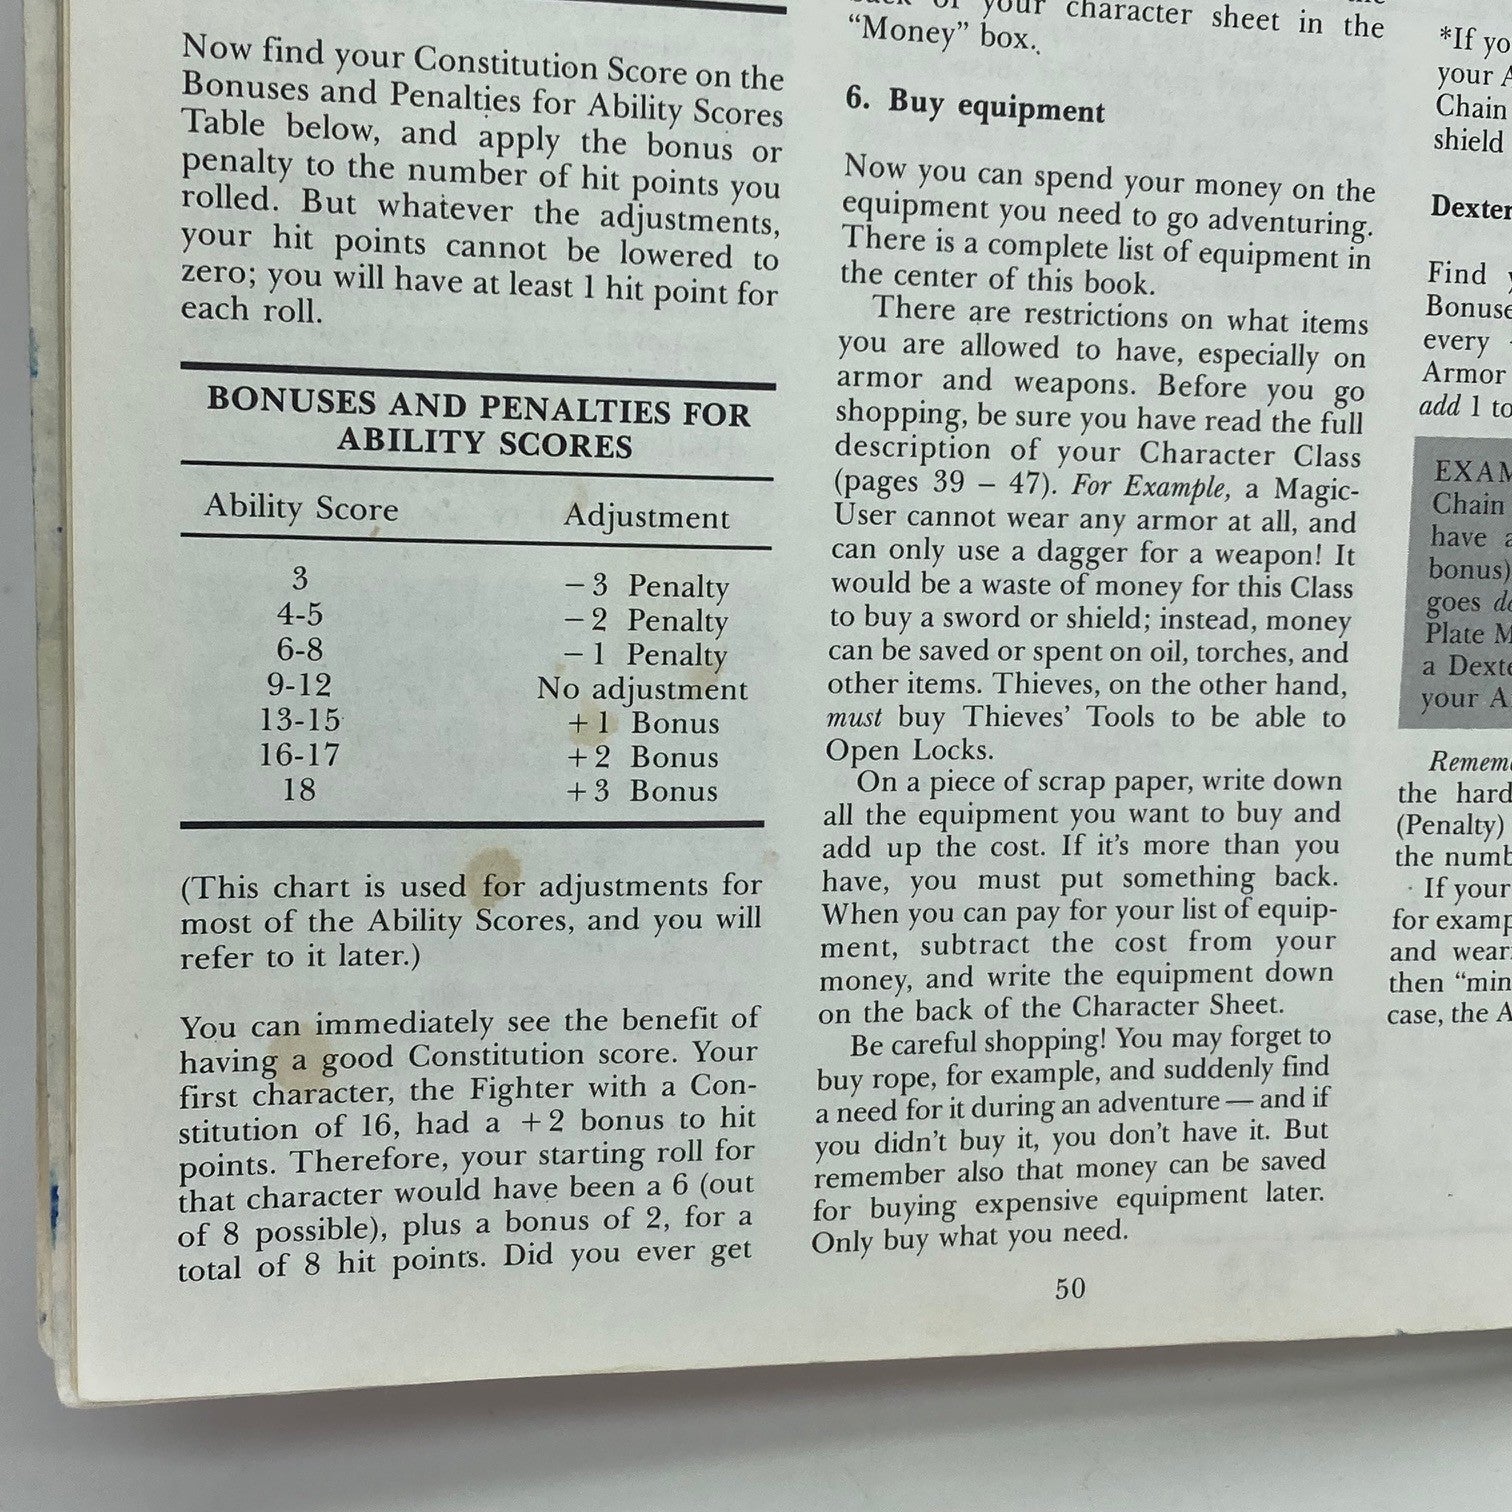 Now find your Constitution Score on the
Bonuses and Penalties for Ability Scores
Table below, and apply the bonus or
penalty to the number of hit points you
rolled. But whatever the adjustments,
your hit points cannot be lowered to
zero; you will have at least 1 hit point for
each roll.
BONUSES AND PENALTIES FOR
ABILITY SCORES
Ability Score Adjustment
3 – 3 Penalty
4-5 – 2 Penalty
6-8 – 1 Penalty
9-12 No adjustment
13-15 + 1 Bonus
16-17 + 2 Bonus
18 + 3 Bonus
(This chart is used for adjustments for
most of the Ability Scores, and you will
refer to it later.)
You can immediately see the benefit of
having a good Constitution score. Your
first character, the Fighter with a Con-
stitution of 16, had a +2 bonus to hit
points. Therefore, your starting roll for
that character would have been a 6 (out
of 8 possible), plus a bonus of 2, for a
total of 8 hit points. Did you ever get
of your character sheet in the
“Money” box.
6. Buy equipment
Now you can spend your money on the
equipment you need to go adventuring.
There is a complete list of equipment in
the center of this book.
There are restrictions on what items
you are allowed to have, especially on
armor and weapons. Before you go
shopping, be sure you have read the full
description of your Character Class
(pages 39 – 47). For Example, a Magic-
User cannot wear any armor at all, and
can only use a dagger for a weapon! It
would be a waste of money for this Class
to buy a sword or shield; instead, money
can be saved or spent on oil, torches, and
other items. Thieves, on the other hand,
must buy Thieves’ Tools to be able to
Open Locks.
On a piece of scrap paper, write down
all the equipment you want to buy and
add up the cost. If it’s more than you
have, you must put something back.
When you can pay for your list of equip-
ment, subtract the cost from your
money, and write the equipment down
on the back of the Character Sheet.
Be careful shopping! You may forget to
buy rope, for example, and suddenly find
a need for it during an adventure — and if
you didn’t buy it, you don’t have it. But
remember also that money can be saved
for buying expensive equipment later.
Only buy what you need.
*If yo
your A
Chain
shield
Dexter
Find y
Bonuse
every
Armor
add 1 to
EXAM
Chain
have a
bonus)
goes de
Plate M
a Dexte
your A
Rememb
the hard
(Penalty)
the numb
If your
for examp
and wear
then “min
case, the A
50